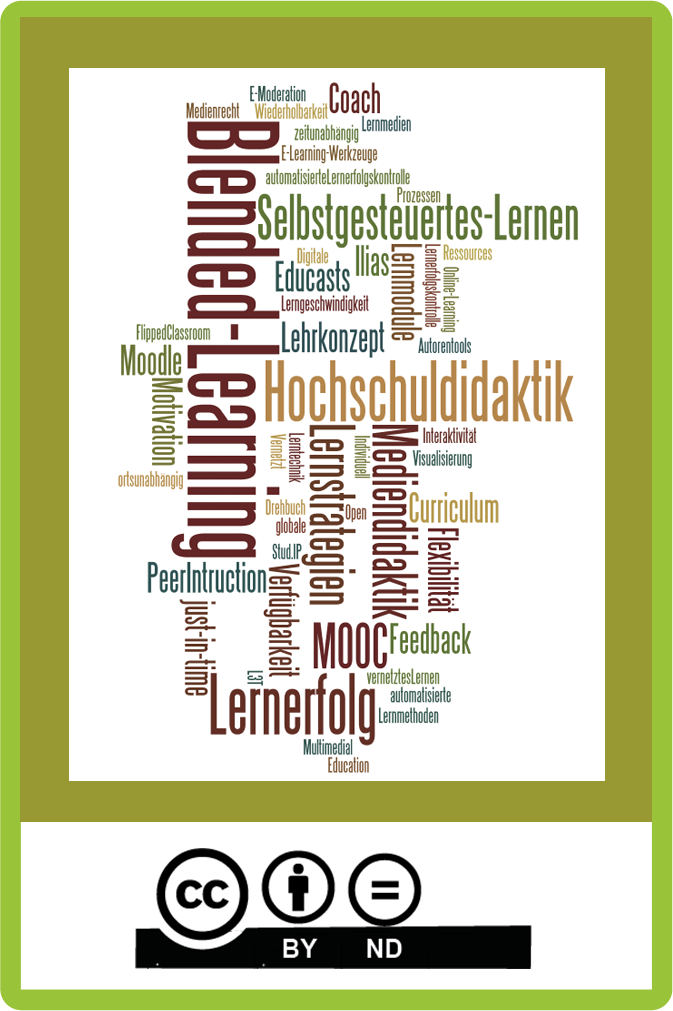 E-Moderation
Coach
Medienrecht
Wiederholbarkeit
Lernmedien
zeitunabhängig
E-Learning-Werkzeuge
automatisierteLernerfolgskontrolle
Prozessen
Blended-Learning
Selbstgesteuertes-Lernen
Digitale
Ilias
Lernmodule
Lernerfolgskontrolle
Ressources
Educasts
Online-Learning
Lerngeschwindigkeit
FlippedClassroom
Lehrkonzept
Autorentools
Moodle
Hochschuldidaktik
Motivation
Vernetzt
Lerntechnik
Lernstrategien
Individuell
Mediendidaktik
Interaktivität
Visualisierung
ortsunabhängig
Drehbuch
Open
Curriculum
globale
Stud.IP
Flexibilität
PeerIntruction
Verfügbarkeit
just-in-time
MOOC
Feedback
L3T
vernetztesLernen
Lernerfolg
automatisierte
Lernmethoden
Multimedial
Education
CC
BY ND